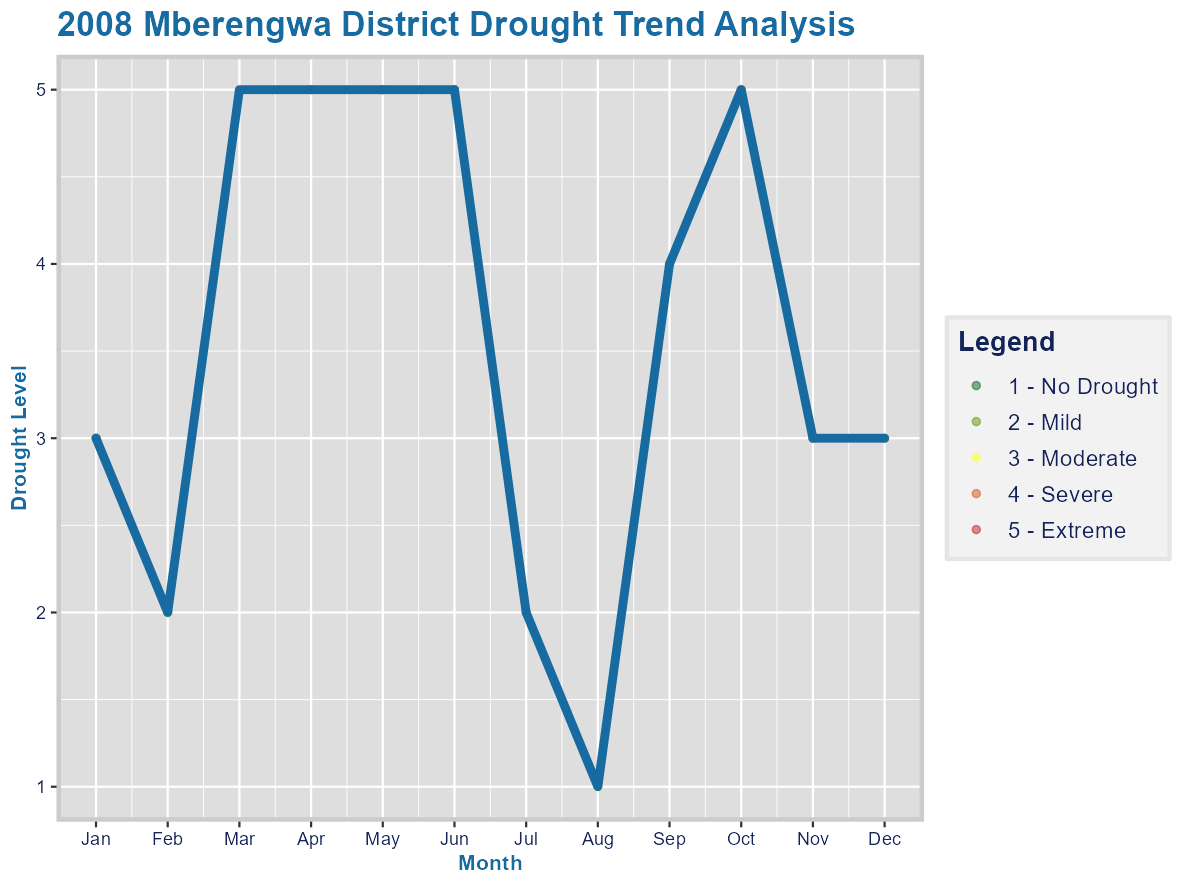 2008 Mberengwa District Drought Trend Analysis
Drought Level
5
4
3
2
1
Jan Feb Mar Apr May Jun Jul Aug Sep Oct Nov Dec
Month
Legend
1 - No Drought
2 - Mild
3 - Moderate
4 - Severe
5 - Extreme